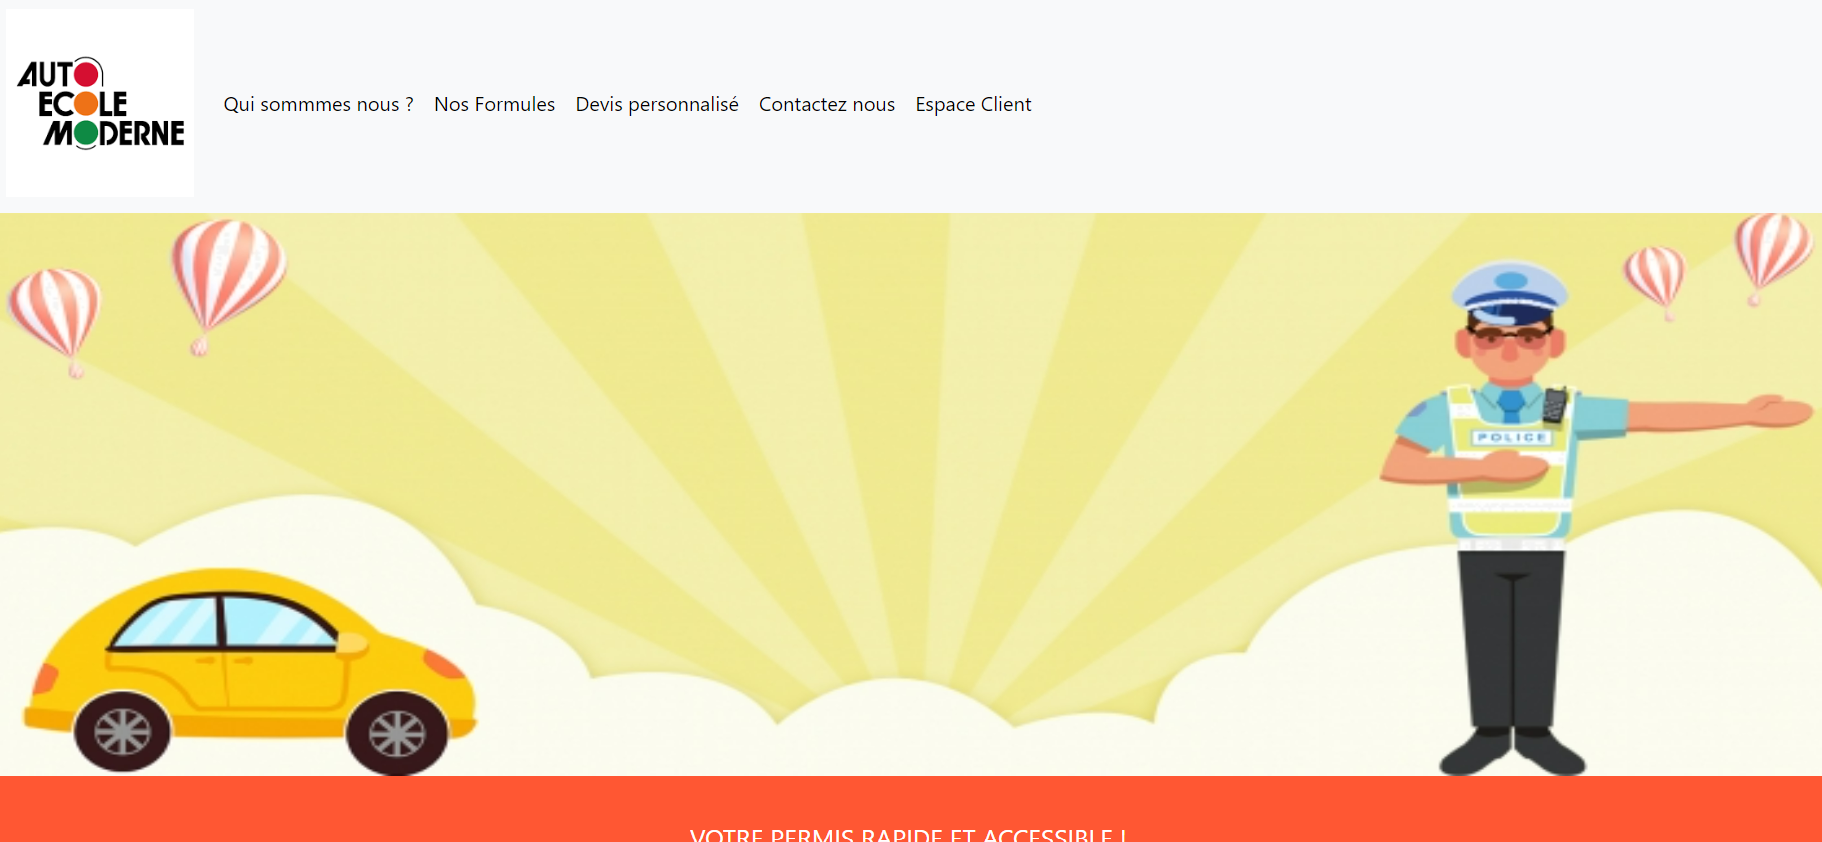 AUTO
ECOLE
MODERNE
Qui sommmes nous ? Nos Formules Devis personnalisé Contactez nous Espace Client
POLICE
VOTRE PERMIS RAPIDE ET ACCESSIBLE !